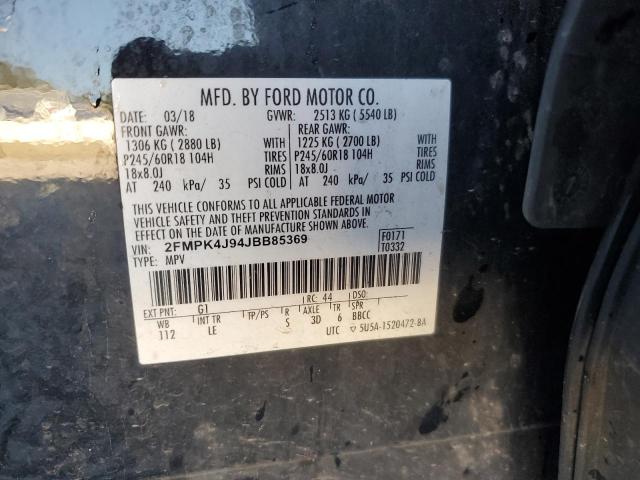 MFD. BY FORD MOTOR CO.
DATE: 03/18 GVWR: 2513 KG ( 5540 LB)
FRONT GAWR: REAR GAWR:
1306 KG ( 2880 LB) WITH 1225 KG ( 2700 LB) WITH
P245/60R18 104H TIRES P245/60R18 104H TIRES
18x8.0J RIMS 18x8.0J RIMS
AT 240 kPa/ 35 PSI COLD AT 240 kPa/ 35 PSI COLD
THIS VEHICLE CONFORMS TO ALL APPLICABLE FEDERAL MOTOR
VEHICLE SAFETY AND THEFT PREVENTION STANDARDS IN
EFFECT ON THE DATE OF MANUFACTURE SHOWN ABOVE.
VIN: 2FMPK4J94JBB85369 F0171
TYPE: MPV T0332
EXT PNT: G1 RC: 44 DSO:
WB INT TR TP/PS R AXLE TR SPR
112 LE S 3D 6 BBCC
UTC ▽ 5U5A-1520472-BA